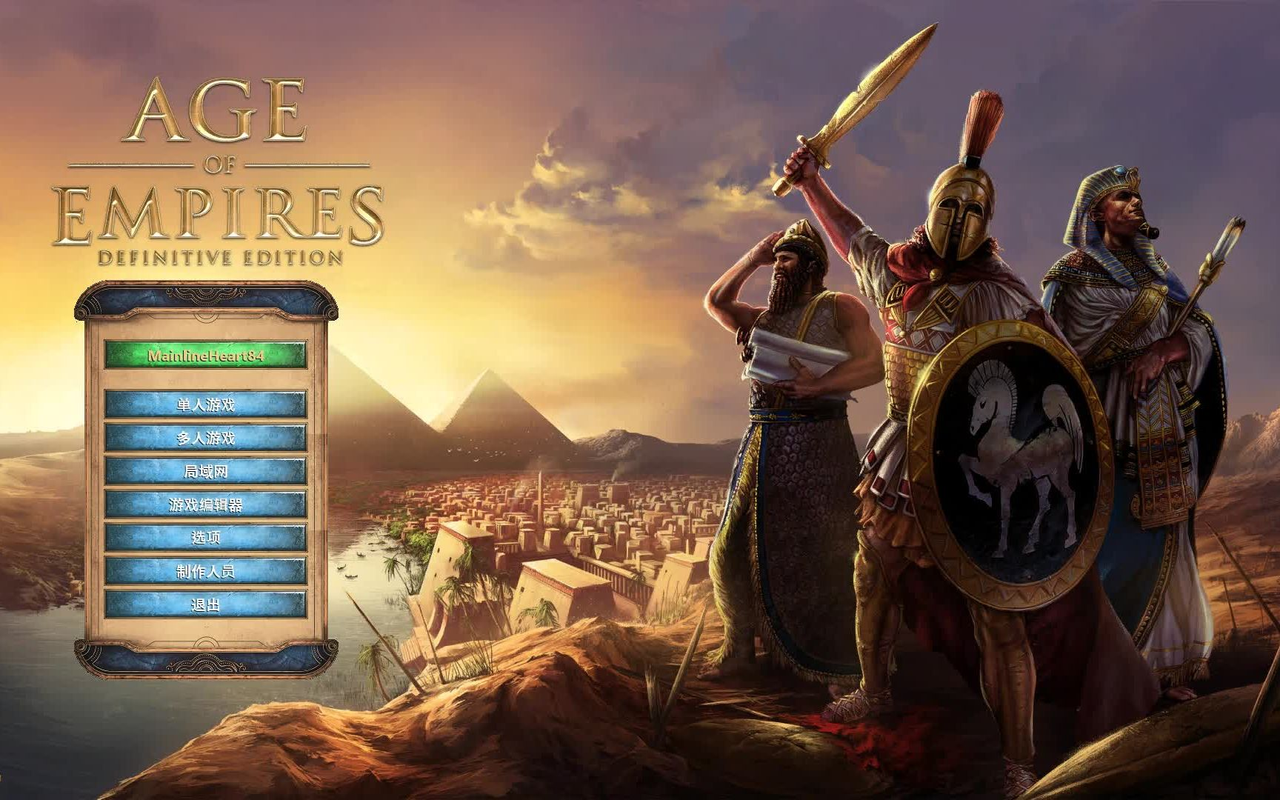 AGE
OF
EMPIRES
DEFINITIVE EDITION
MainlineHeart84
单人游戏
多人游戏
局域网
游戏编辑器
选项
制作人员
退出